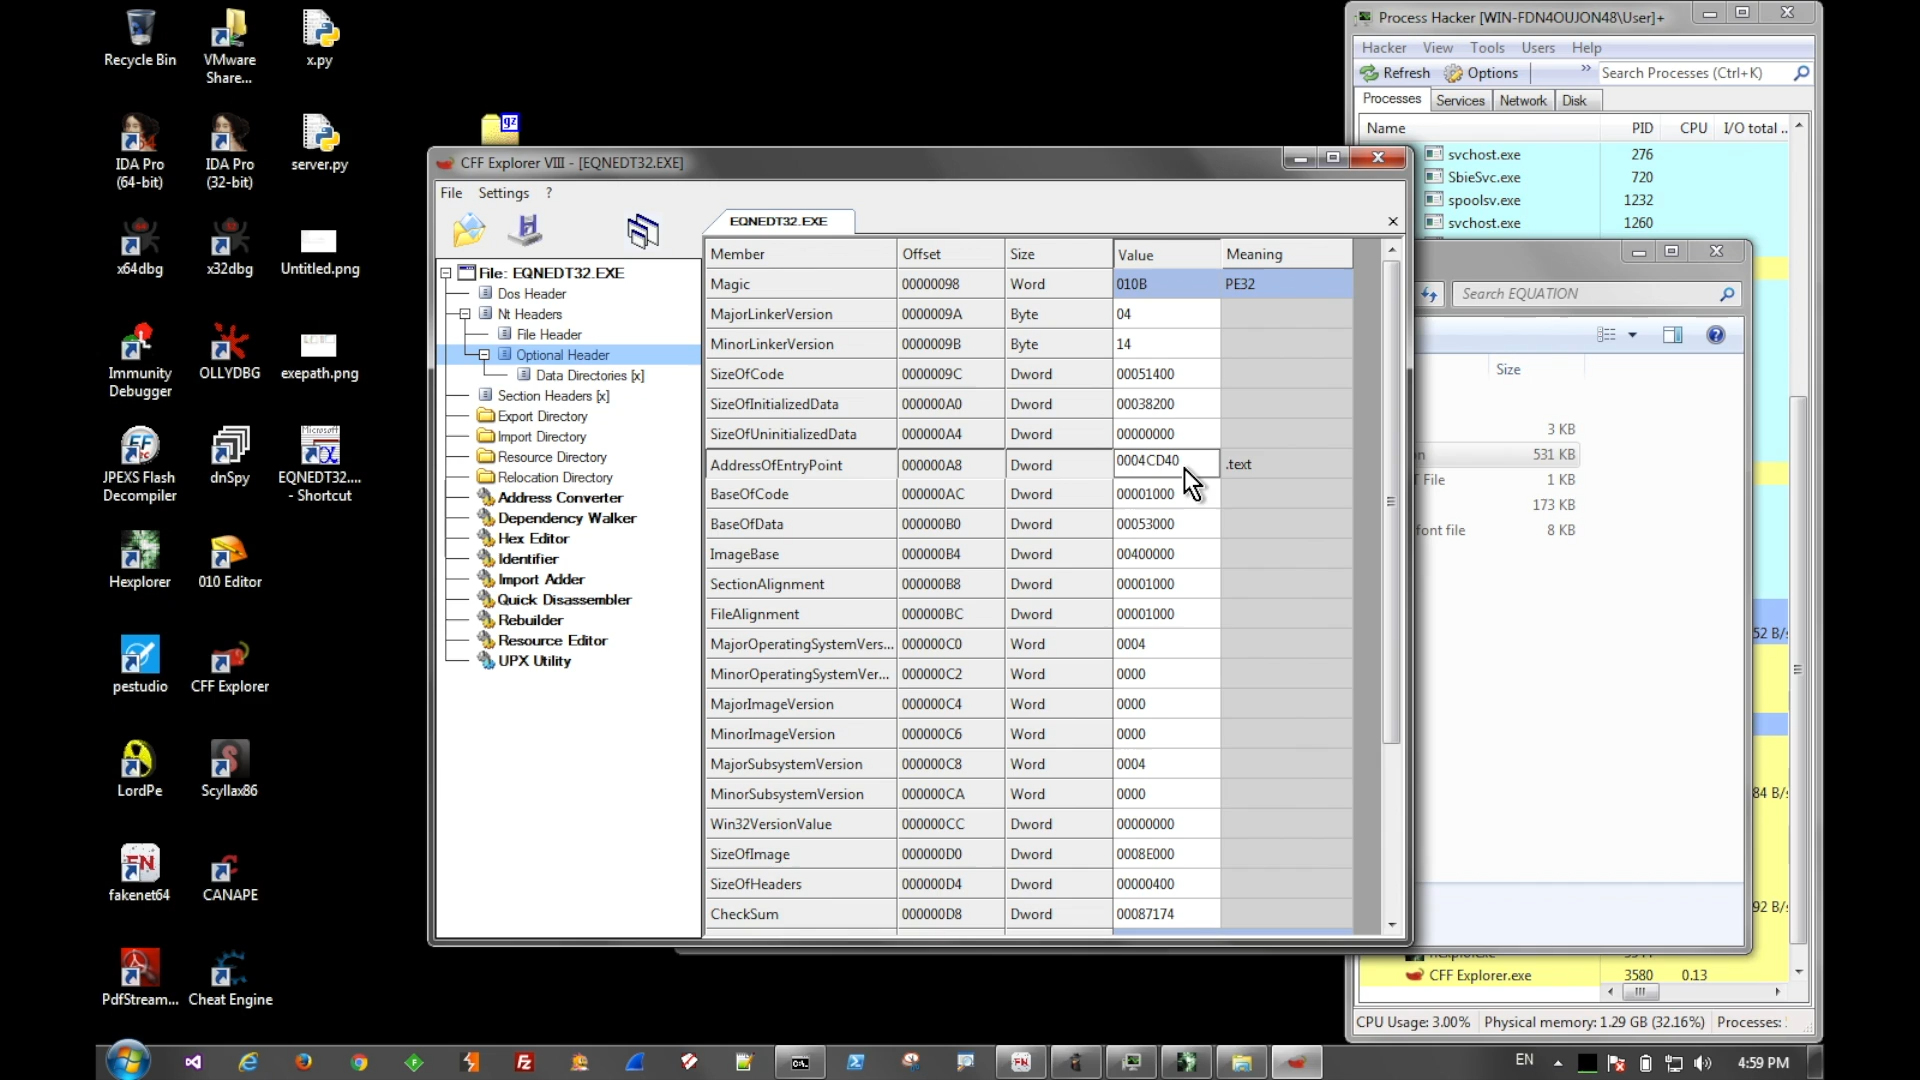 Recycle Bin
VMware
Share...
x.py
IDA Pro
(64-bit)
IDA Pro
(32-bit)
server.py
x64dbg
x32dbg
Untitled.png
Immunity
Debugger
OLLYDBG
exepath.png
JPEXS Flash
Decompiler
dnSpy
Microsoft
EQNEDT32....
- Shortcut
Hexplorer
010 Editor
pestudio
CFF Explorer
LordPe
Scyllax86
fakenet64
CANAPE
PdfStream...
Cheat Engine
gz
CFF Explorer VIII - [EQNEDT32.EXE]
File Settings ?
EQNEDT32.EXE
File: EQNEDT32.EXE
Dos Header
Nt Headers
File Header
Optional Header
Data Directories [x]
Section Headers [x]
Export Directory
Import Directory
Resource Directory
Relocation Directory
Address Converter
Dependency Walker
Hex Editor
Identifier
Import Adder
Quick Disassembler
Rebuilder
Resource Editor
UPX Utility
Member Offset Size Value Meaning
Magic 00000098 Word 010B PE32
MajorLinkerVersion 0000009A Byte 04
MinorLinkerVersion 0000009B Byte 14
SizeOfCode 0000009C Dword 00051400
SizeOfInitializedData 000000A0 Dword 00038200
SizeOfUninitializedData 000000A4 Dword 00000000
AddressOfEntryPoint 000000A8 Dword 0004CD40 .text
BaseOfCode 000000AC Dword 00001000
BaseOfData 000000B0 Dword 00053000
ImageBase 000000B4 Dword 00400000
SectionAlignment 000000B8 Dword 00001000
FileAlignment 000000BC Dword 00001000
MajorOperatingSystemVers... 000000C0 Word 0004
MinorOperatingSystemVer... 000000C2 Word 0000
MajorImageVersion 000000C4 Word 0000
MinorImageVersion 000000C6 Word 0000
MajorSubsystemVersion 000000C8 Word 0004
MinorSubsystemVersion 000000CA Word 0000
Win32VersionValue 000000CC Dword 00000000
SizeOfImage 000000D0 Dword 0008E000
SizeOfHeaders 000000D4 Dword 00000400
CheckSum 000000D8 Dword 00087174
Process Hacker [WIN-FDN4OUJON48\User]+
Hacker View Tools Users Help
Refresh Options » Search Processes (Ctrl+K)
Processes Services Network Disk
Name PID CPU I/O total ..
svchost.exe 276
SbieSvc.exe 720
spoolsv.exe 1232
svchost.exe 1260
Search EQUATION
Size
3 KB
531 KB
File 1 KB
173 KB
font file 8 KB
52 B/
84 B/
92 B/
CFF Explorer.exe 3580 0.13
CPU Usage: 3.00% Physical memory: 1.29 GB (32.16%) Processes:
EN 4:59 PM